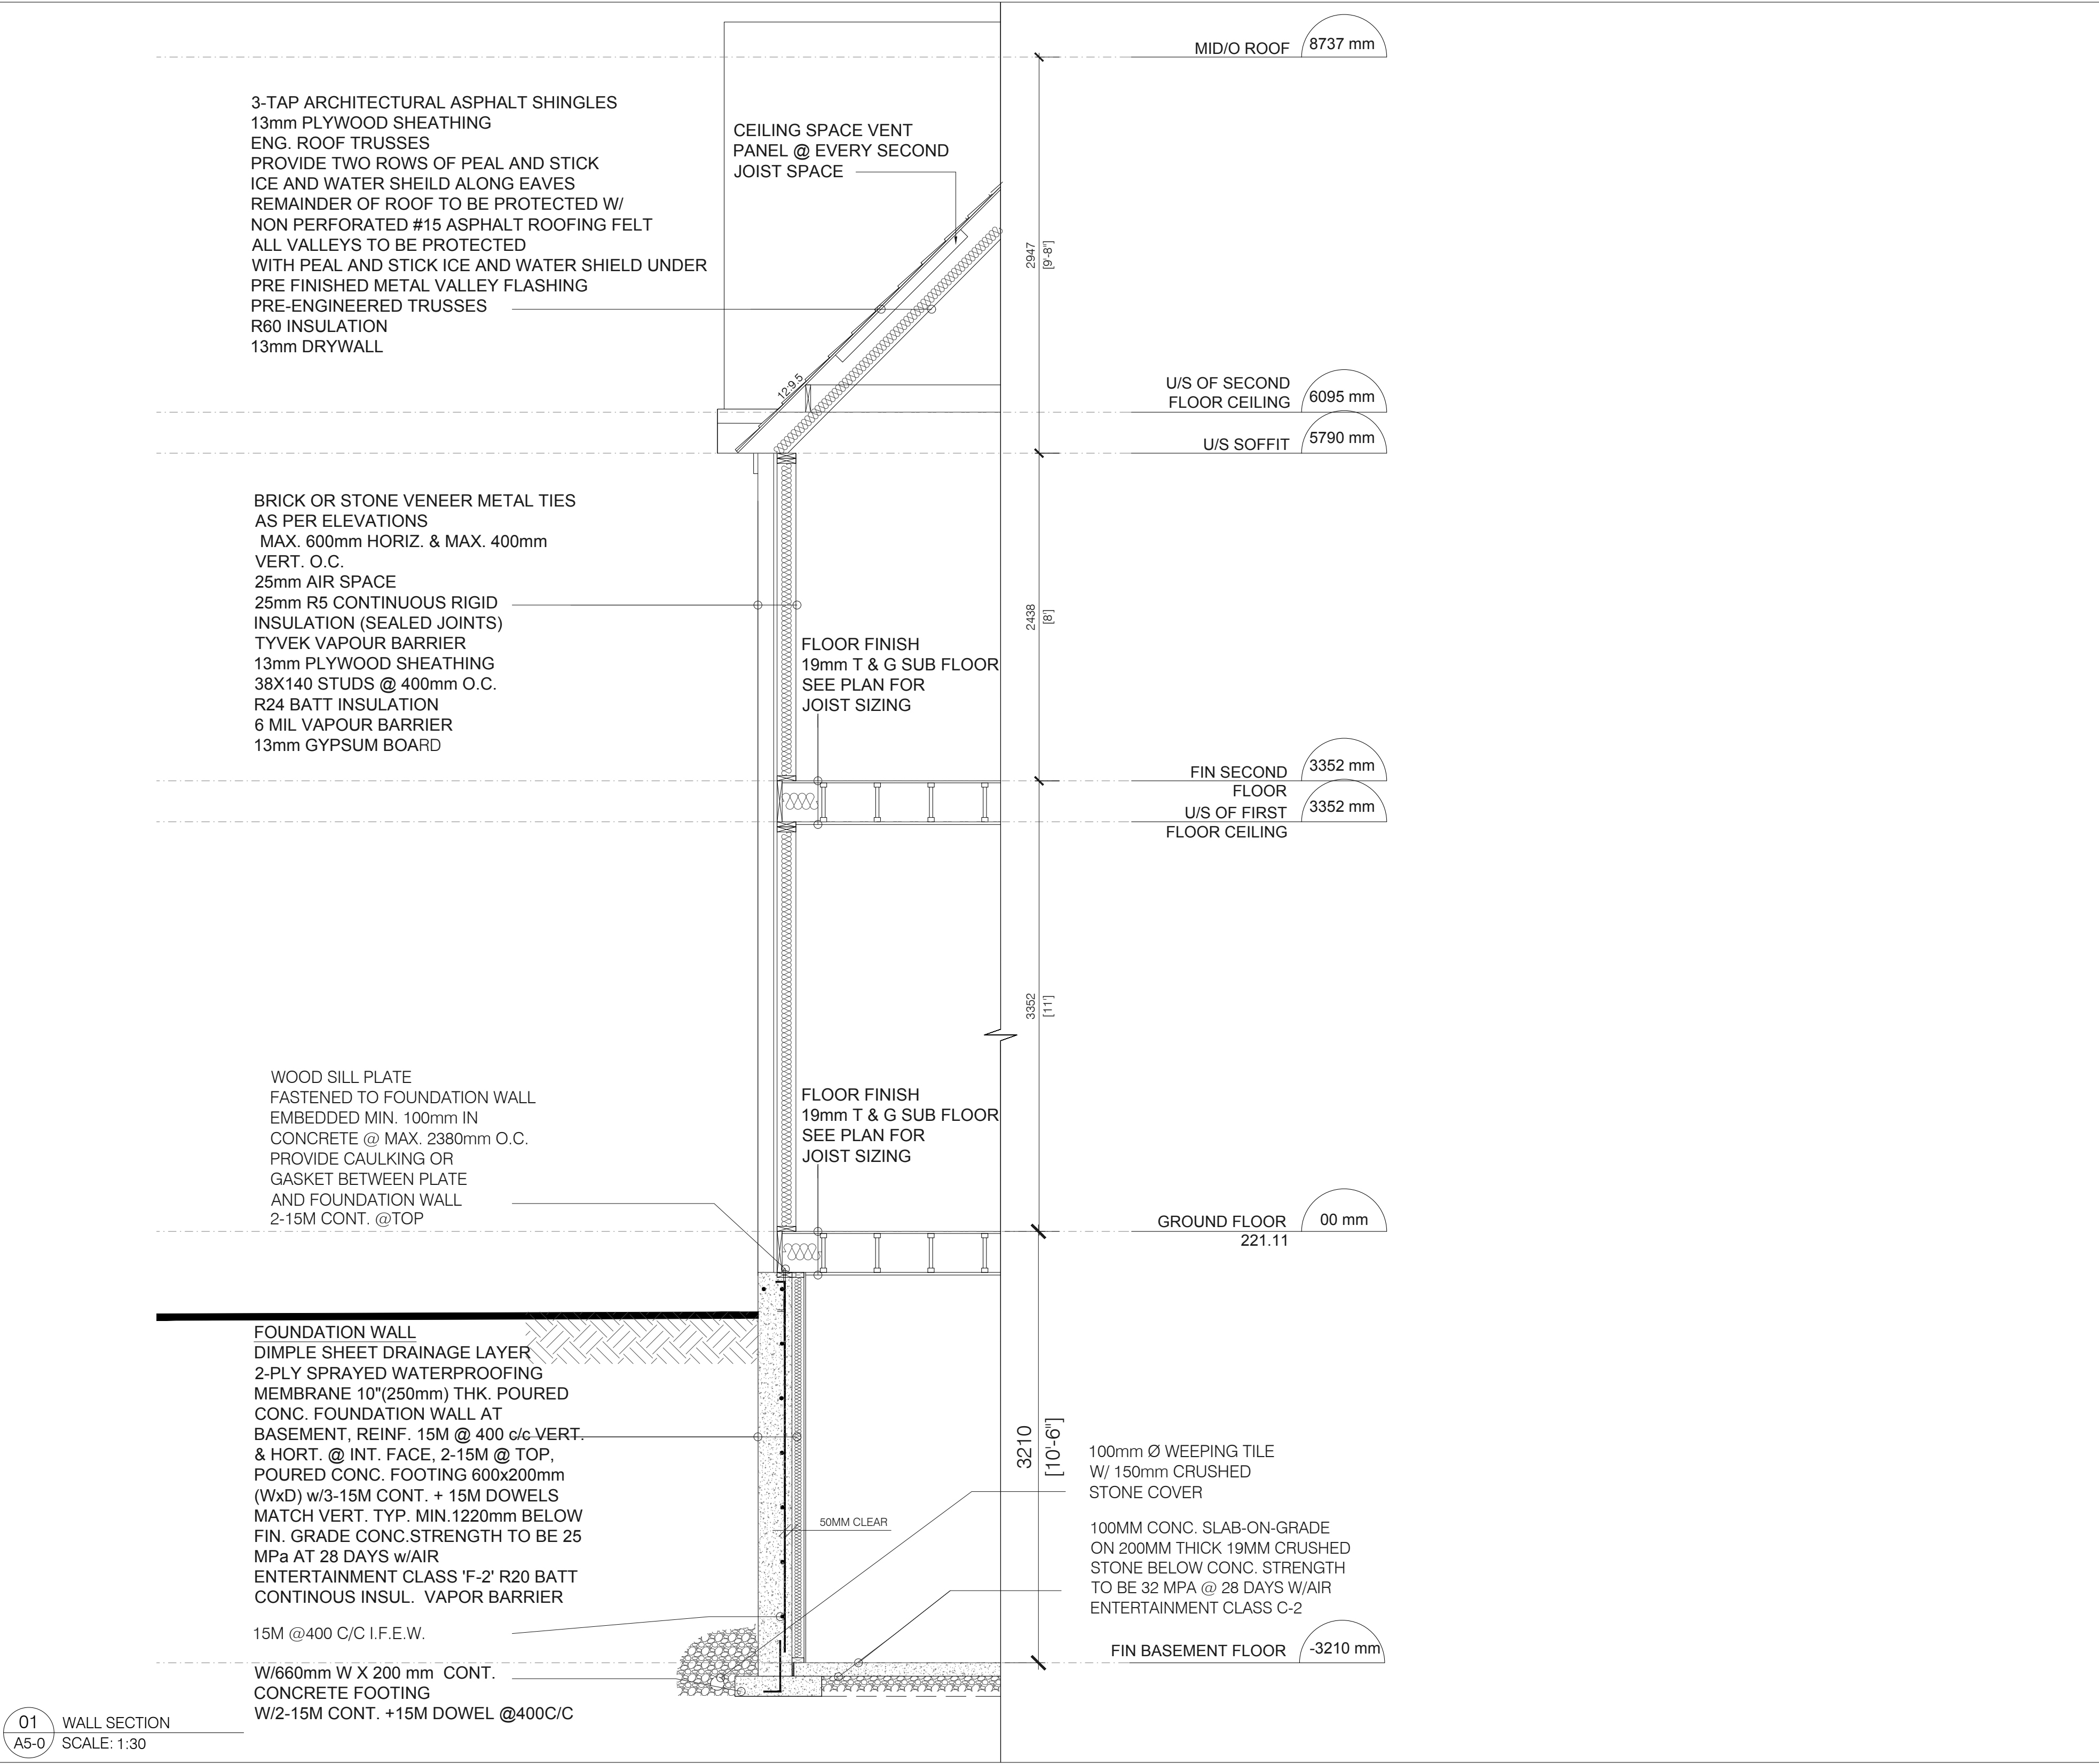 MID/O ROOF 8737 mm
3-TAP ARCHITECTURAL ASPHALT SHINGLES
13mm PLYWOOD SHEATHING
ENG. ROOF TRUSSES
PROVIDE TWO ROWS OF PEAL AND STICK
ICE AND WATER SHEILD ALONG EAVES
REMAINDER OF ROOF TO BE PROTECTED W/
NON PERFORATED #15 ASPHALT ROOFING FELT
ALL VALLEYS TO BE PROTECTED
WITH PEAL AND STICK ICE AND WATER SHIELD UNDER
PRE FINISHED METAL VALLEY FLASHING
PRE-ENGINEERED TRUSSES
R60 INSULATION
13mm DRYWALL
CEILING SPACE VENT
PANEL @ EVERY SECOND
JOIST SPACE
12:9.5
2947
[9'-8"]
U/S OF SECOND
FLOOR CEILING 6095 mm
U/S SOFFIT 5790 mm
BRICK OR STONE VENEER METAL TIES
AS PER ELEVATIONS
MAX. 600mm HORIZ. & MAX. 400mm
VERT. O.C.
25mm AIR SPACE
25mm R5 CONTINUOUS RIGID
INSULATION (SEALED JOINTS)
TYVEK VAPOUR BARRIER
13mm PLYWOOD SHEATHING
38X140 STUDS @ 400mm O.C.
R24 BATT INSULATION
6 MIL VAPOUR BARRIER
13mm GYPSUM BOARD
FLOOR FINISH
19mm T & G SUB FLOOR
SEE PLAN FOR
JOIST SIZING
2438
[8']
FIN SECOND 3352 mm
FLOOR
U/S OF FIRST 3352 mm
FLOOR CEILING
3352
[11']
WOOD SILL PLATE
FASTENED TO FOUNDATION WALL
EMBEDDED MIN. 100mm IN
CONCRETE @ MAX. 2380mm O.C.
PROVIDE CAULKING OR
GASKET BETWEEN PLATE
AND FOUNDATION WALL
2-15M CONT. @TOP
FLOOR FINISH
19mm T & G SUB FLOOR
SEE PLAN FOR
JOIST SIZING
GROUND FLOOR 00 mm
221.11
FOUNDATION WALL
DIMPLE SHEET DRAINAGE LAYER
2-PLY SPRAYED WATERPROOFING
MEMBRANE 10"(250mm) THK. POURED
CONC. FOUNDATION WALL AT
BASEMENT, REINF. 15M @ 400 c/c VERT.
& HORT. @ INT. FACE, 2-15M @ TOP,
POURED CONC. FOOTING 600x200mm
(WxD) w/3-15M CONT. + 15M DOWELS
MATCH VERT. TYP. MIN.1220mm BELOW
FIN. GRADE CONC.STRENGTH TO BE 25
MPa AT 28 DAYS w/AIR
ENTERTAINMENT CLASS 'F-2' R20 BATT
CONTINOUS INSUL. VAPOR BARRIER
15M @400 C/C I.F.E.W.
W/660mm W X 200 mm CONT.
CONCRETE FOOTING
W/2-15M CONT. +15M DOWEL @400C/C
50MM CLEAR
3210
[10'-6"]
100mm Ø WEEPING TILE
W/ 150mm CRUSHED
STONE COVER
100MM CONC. SLAB-ON-GRADE
ON 200MM THICK 19MM CRUSHED
STONE BELOW CONC. STRENGTH
TO BE 32 MPA @ 28 DAYS W/AIR
ENTERTAINMENT CLASS C-2
FIN BASEMENT FLOOR -3210 mm
01 WALL SECTION
A5-0 SCALE: 1:30